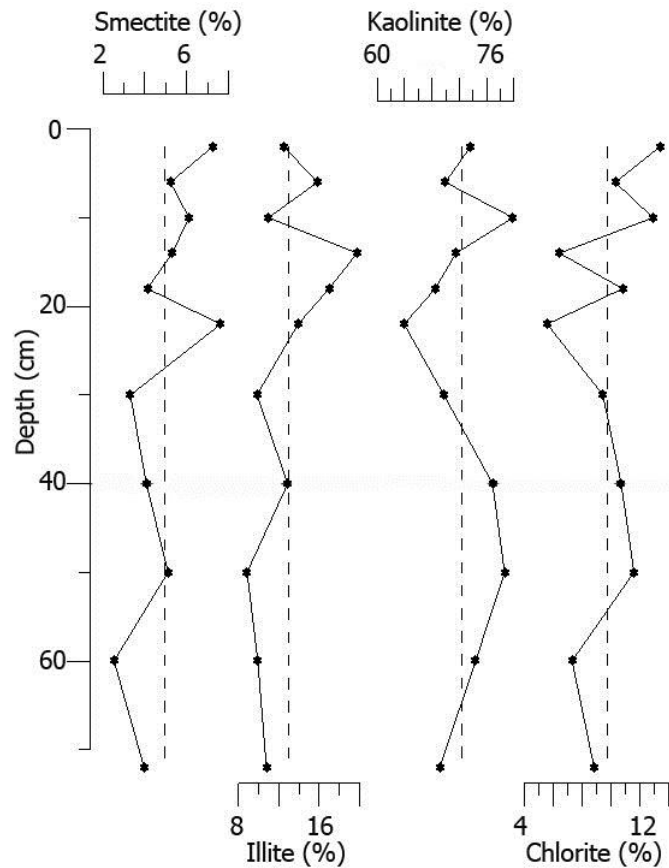 Smectite (%) Kaolinite (%)
2 6 60 76
0
20
40
60
Depth (cm)
8 16 4 12
Illite (%) Chlorite (%)